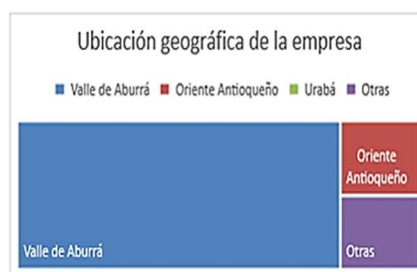 Ubicación geográfica de la empresa
Valle de Aburrá Oriente Antioqueño Urabá Otras
Oriente
Antioqueño
Valle de Aburrá
Otras